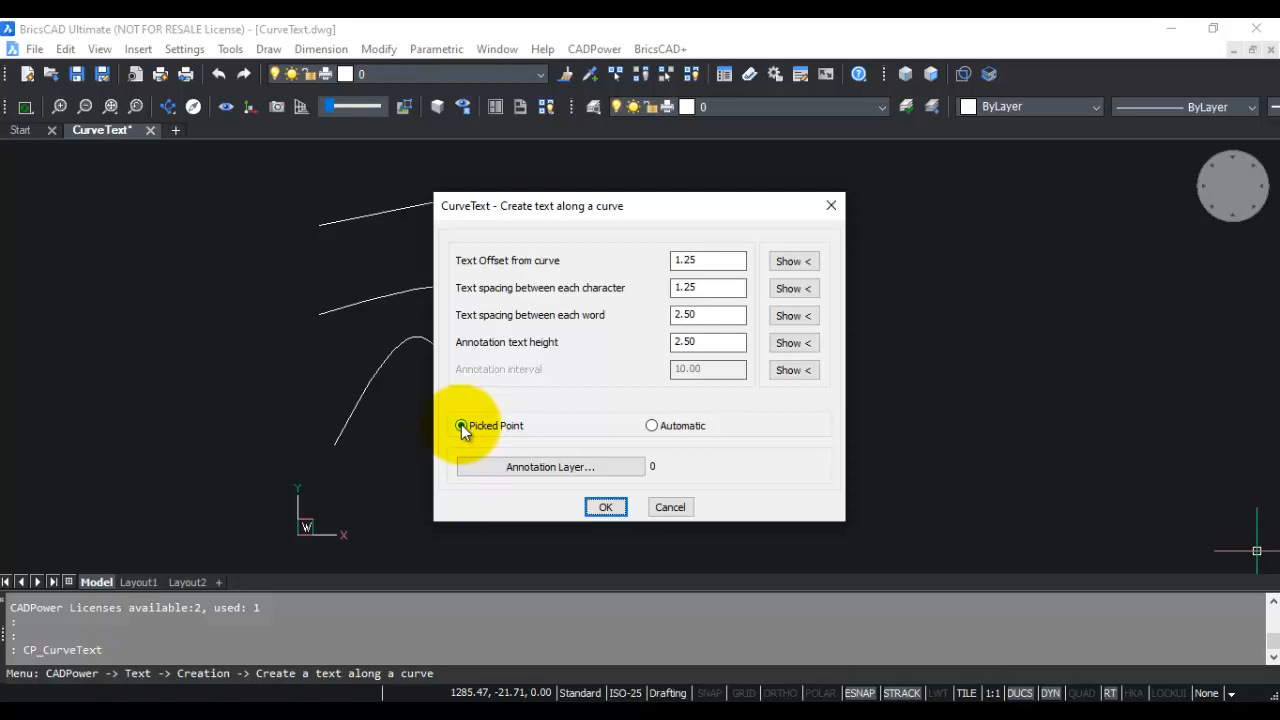 BricsCAD Ultimate (NOT FOR RESALE License) - [CurveText.dwg]
File Edit View Insert Settings Tools Draw Dimension Modify Parametric Window Help CADPower BricsCAD+
0
0 ByLayer ByLayer
Start CurveText*
CurveText - Create text along a curve
Text Offset from curve 1.25 Show <
Text spacing between each character 1.25 Show <
Text spacing between each word 2.50 Show <
Annotation text height 2.50 Show <
Annotation interval 10.00 Show <
Picked Point Automatic
Annotation Layer... 0
OK Cancel
Y
W X
Model Layout1 Layout2 +
CADPower Licenses available:2, used: 1
:
:
: CP_CurveText
Menu: CADPower -> Text -> Creation -> Create a text along a curve
1285.47, -21.71, 0.00 Standard ISO-25 Drafting SNAP GRID ORTHO POLAR ESNAP STRACK LWT TILE 1:1 DUCS DYN QUAD RT HKA LOCKUI None